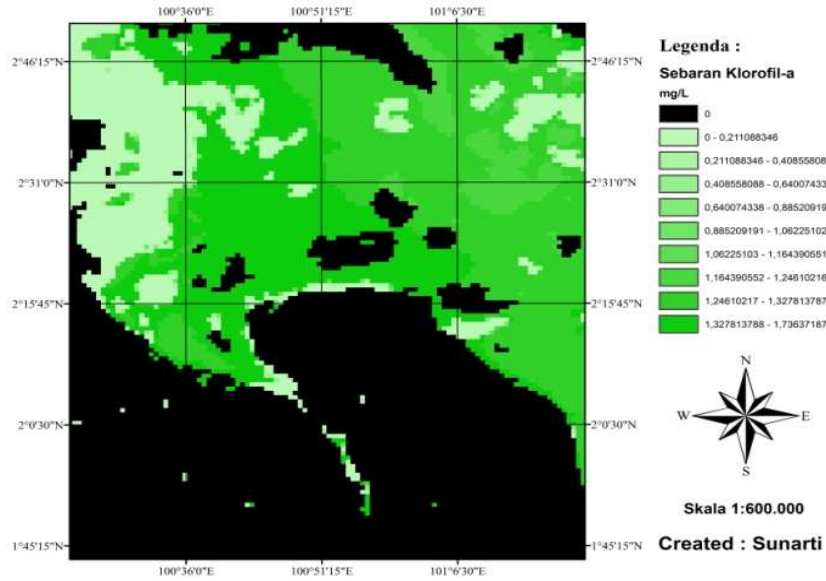 100°36'0"E 100°51'15"E 101°6'30"E
2°46'15"N 2°46'15"N
2°31'0"N 2°31'0"N
2°15'45"N 2°15'45"N
2°0'30"N 2°0'30"N
1°45'15"N 1°45'15"N
100°36'0"E 100°51'15"E 101°6'30"E
Legenda :
Sebaran Klorofil-a
mg/L
0
0 - 0,211088346
0,211088346 - 0,40855808
0,408558088 - 0,64007433
0,640074338 - 0,88520919
0,885209191 - 1,06225102
1,06225103 - 1,164390551
1,164390552 - 1,24610216
1,24610217 - 1,327813787
1,327813788 - 1,73637187
N
W E
S
Skala 1:600.000
Created : Sunarti